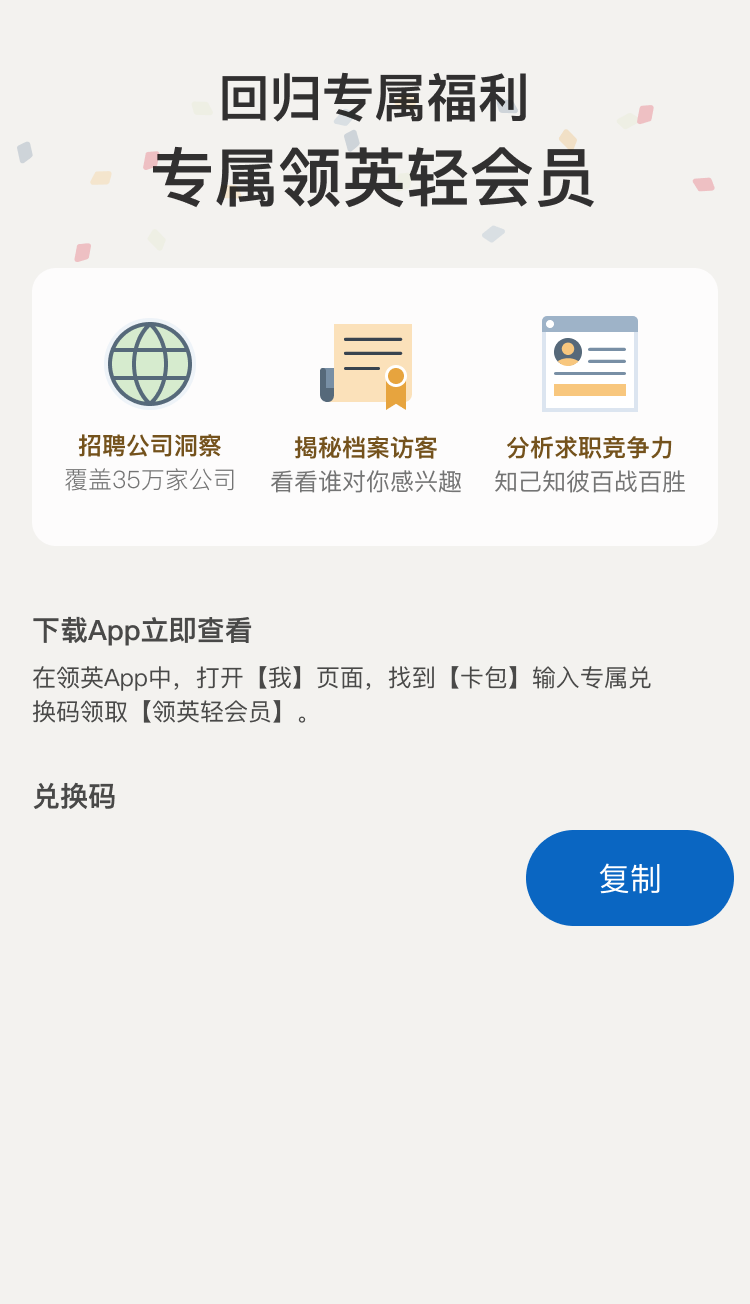 回归专属福利
专属领英轻会员
招聘公司洞察
覆盖35万家公司
揭秘档案访客
看看谁对你感兴趣
分析求职竞争力
知己知彼百战百胜
下载App立即查看
在领英App中，打开【我】页面，找到【卡包】输入专属兑
换码领取【领英轻会员】。
兑换码
复制